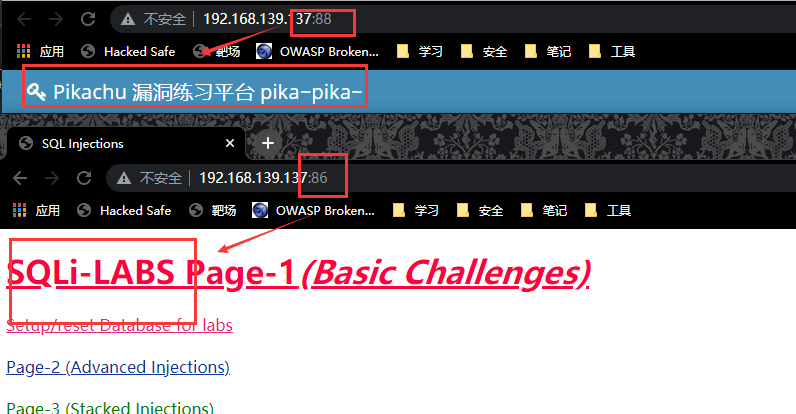 不安全 | 192.168.139.137:88
应用 Hacked Safe 靶场 OWASP Broken... 学习 安全 笔记 工具
Pikachu 漏洞练习平台 pika~pika~
SQL Injections
不安全 | 192.168.139.137:86
应用 Hacked Safe 靶场 OWASP Broken... 学习 安全 笔记 工具
SQLi-LABS Page-1(Basic Challenges)
Setup/reset Database for labs
Page-2 (Advanced Injections)
Page-3 (Stacked Injections)